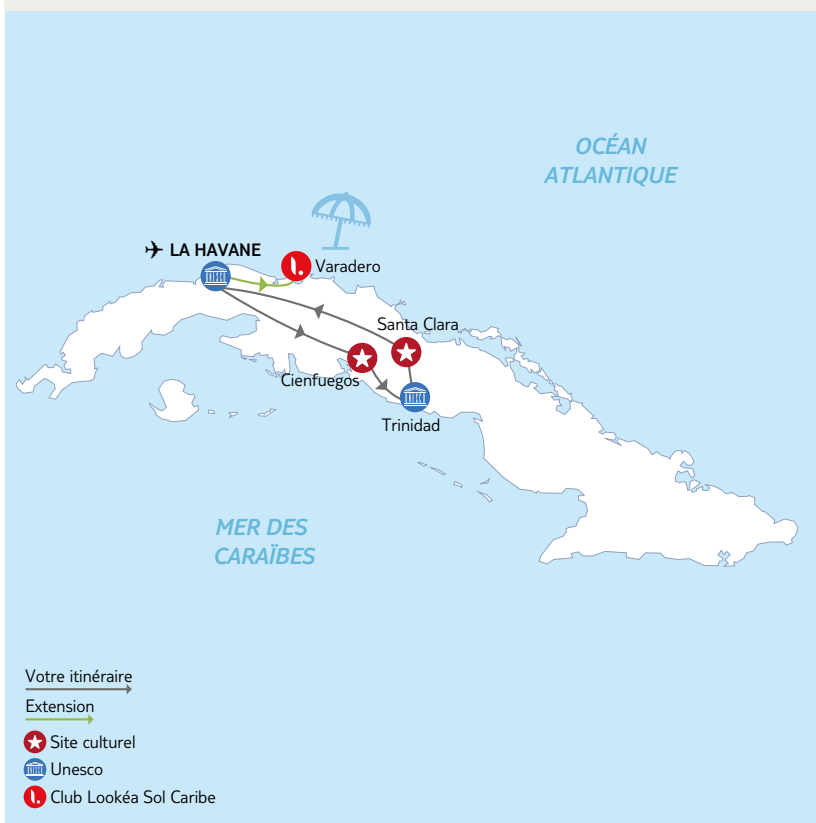 OCÉAN
ATLANTIQUE
LA HAVANE
Varadero
Santa Clara
Cienfuegos
Trinidad
MER DES
CARAÏBES
Votre itinéraire
Extension
Site culturel
Unesco
Club Lookéa Sol Caribe